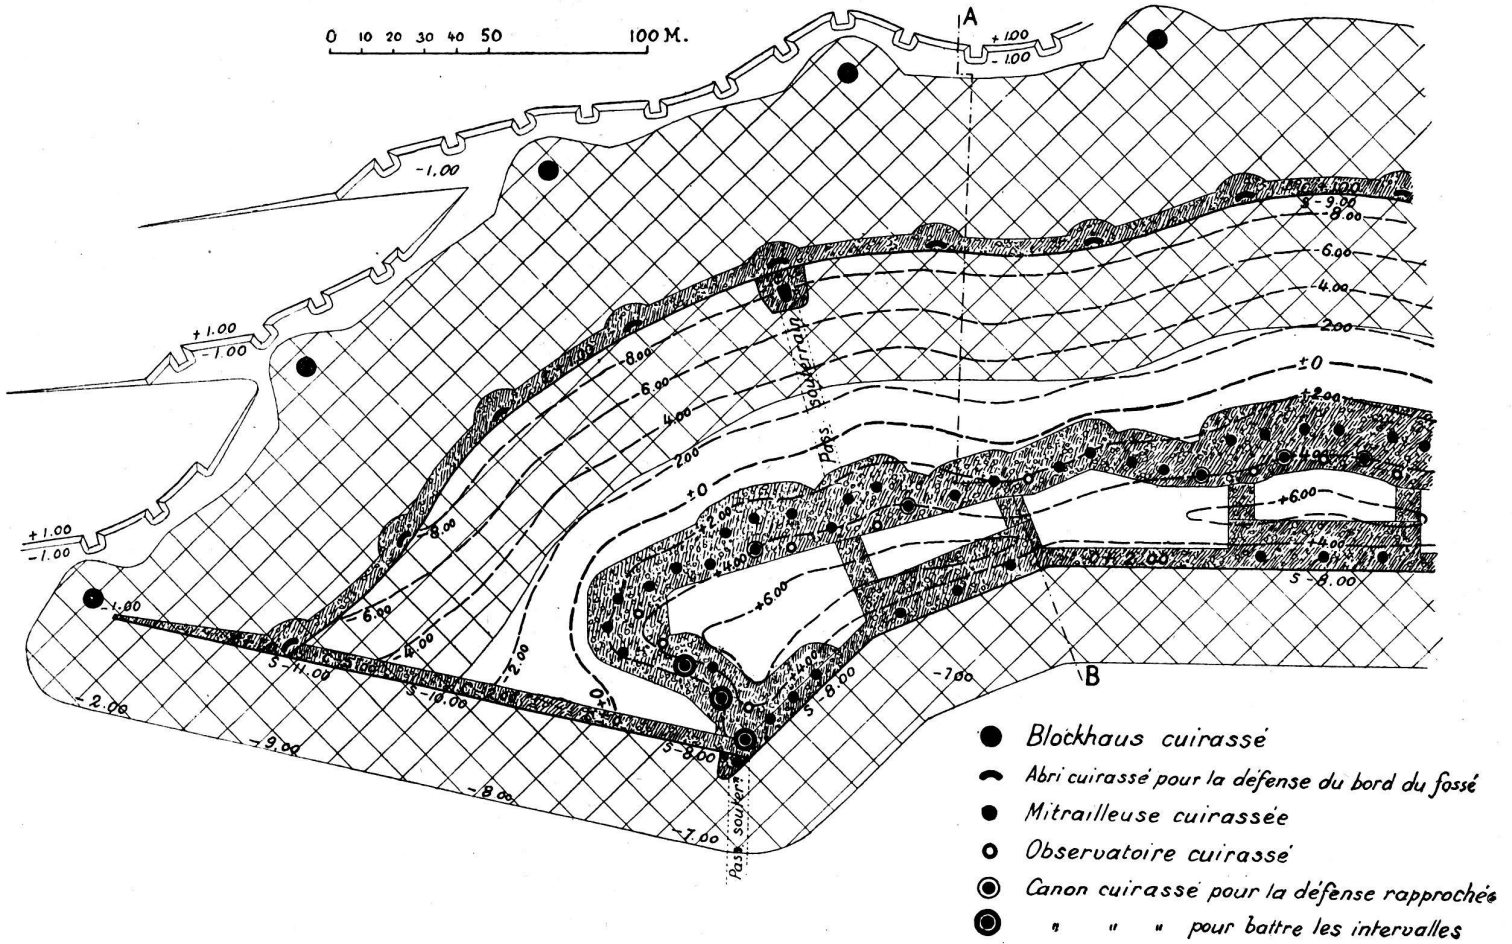 0 10 20 30 40 50 100 M.
A
+1.00
-1.00
-1.00
+1.00
S-9.00
-8.00
-6.00
-4.00
-2.00
±0
+2.00
+1.00
-1.00
-8.00
-6.00
-4.00
-2.00
±0
Pass. souterrain
+2.00
+4.00
+6.00
+6.00
+4.00
+2.00
S-8.00
-8.00
+1.00
-1.00
-1.00
-6.00
-4.00
-2.00
±0
+4.00
S-11.00
S-10.00
S-8.00
S-8.00
-7.00
B
-2.00
-9.00
-8.00
-7.00
Pass. souterrn
Blockhaus cuirassé
Abri cuirassé pour la défense du bord du fossé
Mitrailleuse cuirassée
Observatoire cuirassé
Canon cuirassé pour la défense rapprochée
" " " pour battre les intervalles